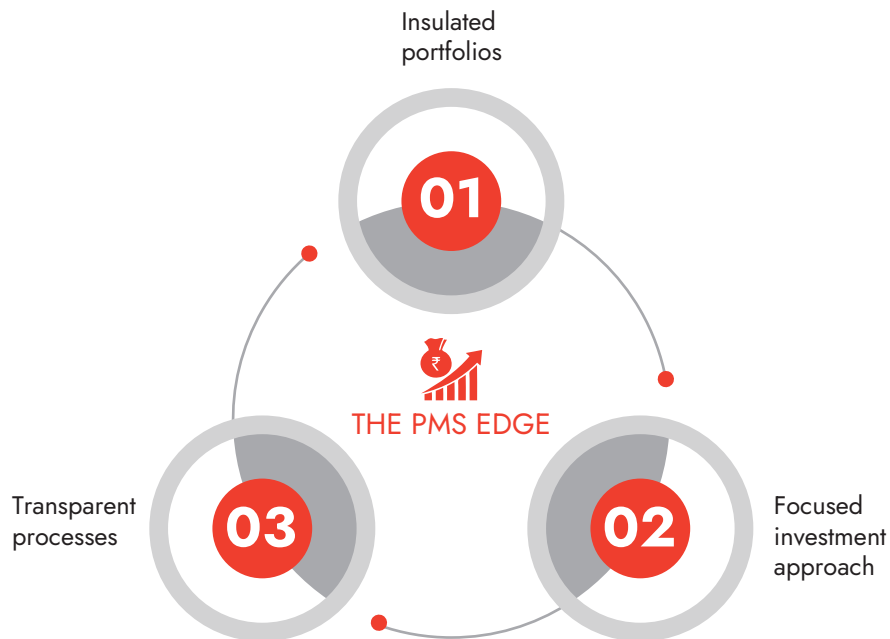 Insulated
portfolios
01
₹
THE PMS EDGE
Transparent
processes
03
02
Focused
investment
approach